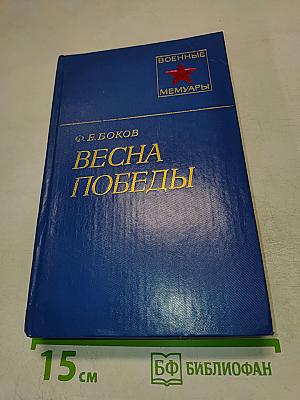 ВОЕННЫЕ
МЕМУАРЫ
Ф.Е.БОКОВ
ВЕСНА
ПОБЕДЫ
15 см
БФ БИБЛИОФАН